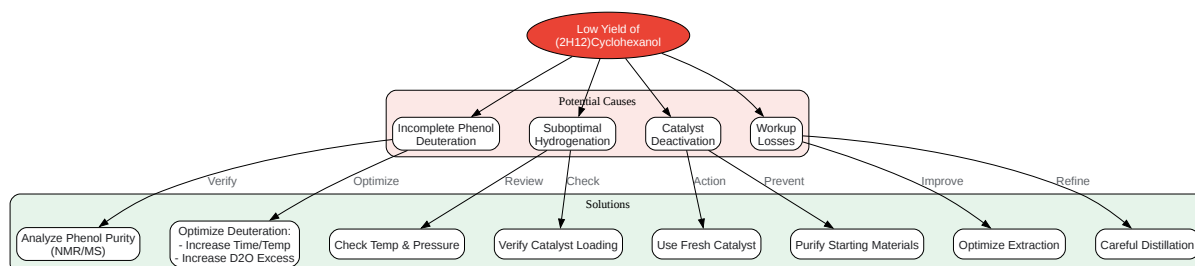 Low Yield of
(2H12)Cyclohexanol
Potential Causes
Incomplete Phenol
Deuteration
Suboptimal
Hydrogenation
Catalyst
Deactivation
Workup
Losses
Verify
Optimize
Review
Check
Action
Prevent
Improve
Refine
Solutions
Analyze Phenol Purity
(NMR/MS)
Optimize Deuteration:
- Increase Time/Temp
- Increase D2O Excess
Check Temp & Pressure
Verify Catalyst Loading
Use Fresh Catalyst
Purify Starting Materials
Optimize Extraction
Careful Distillation